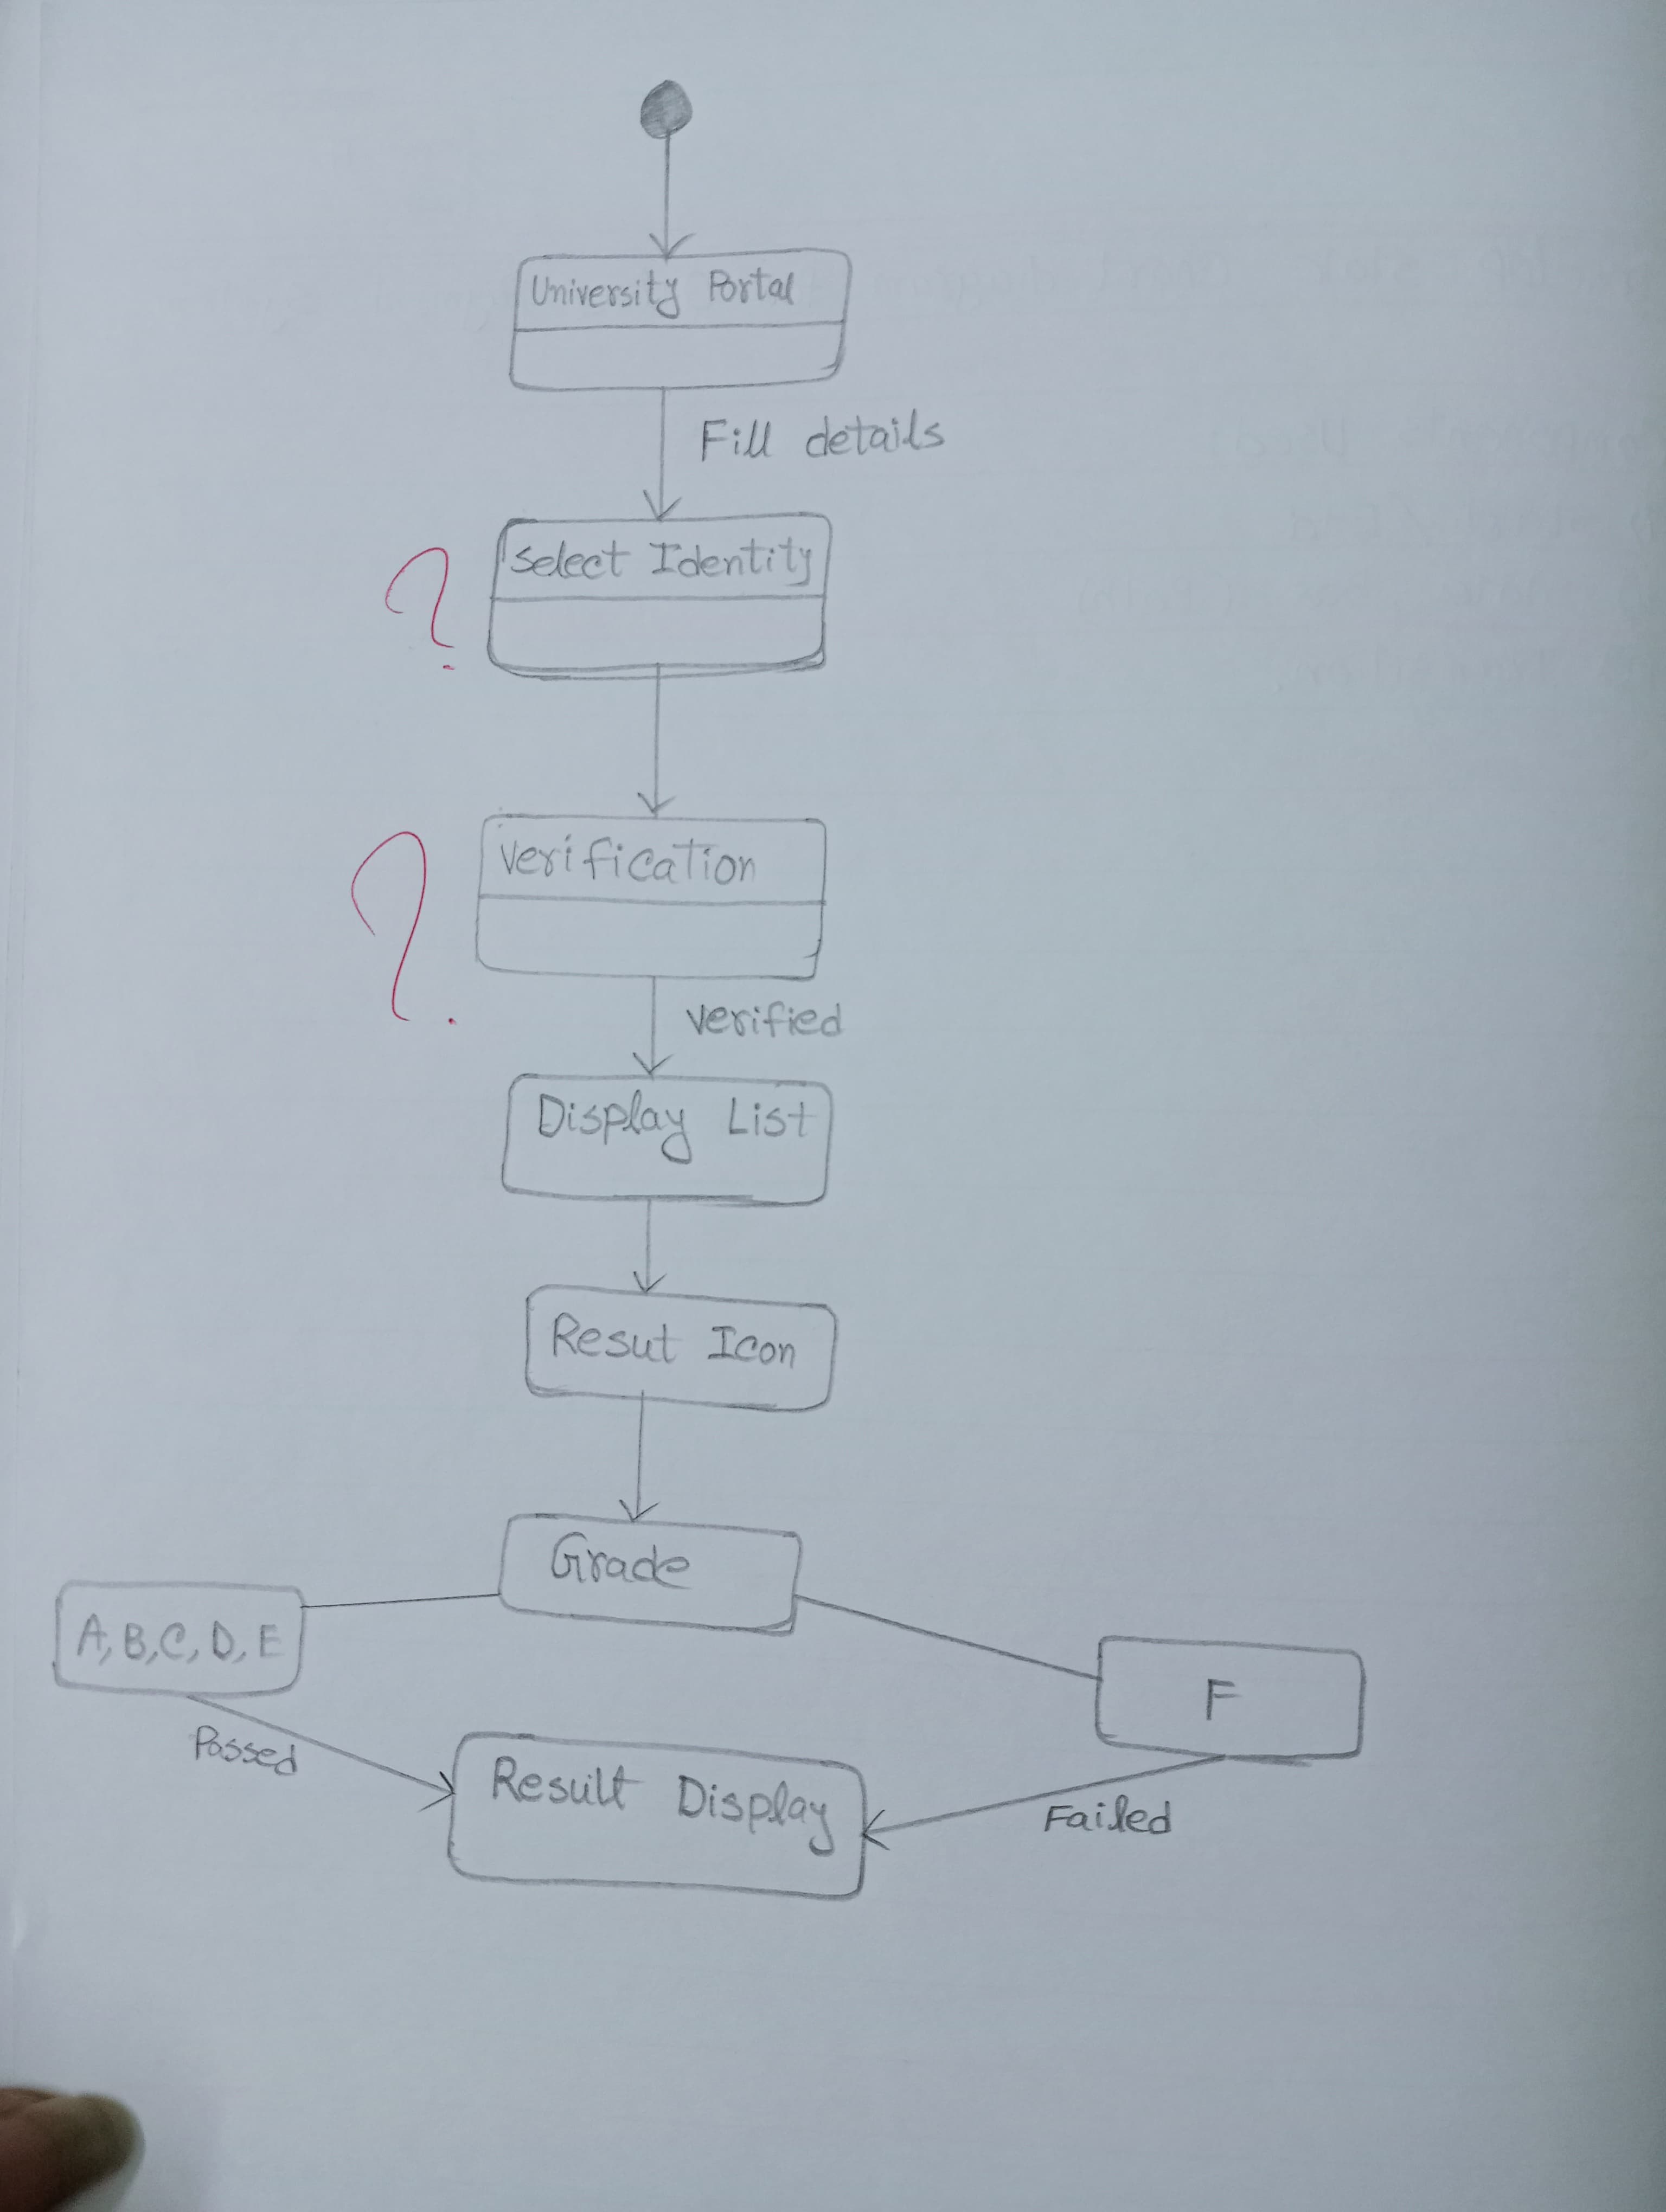 University Portal
Fill details
Select Identity
?
Verification
?
verified
Display List
Resut Icon
Grade
A, B, C, D, E
F
Passed
Result Display
Failed